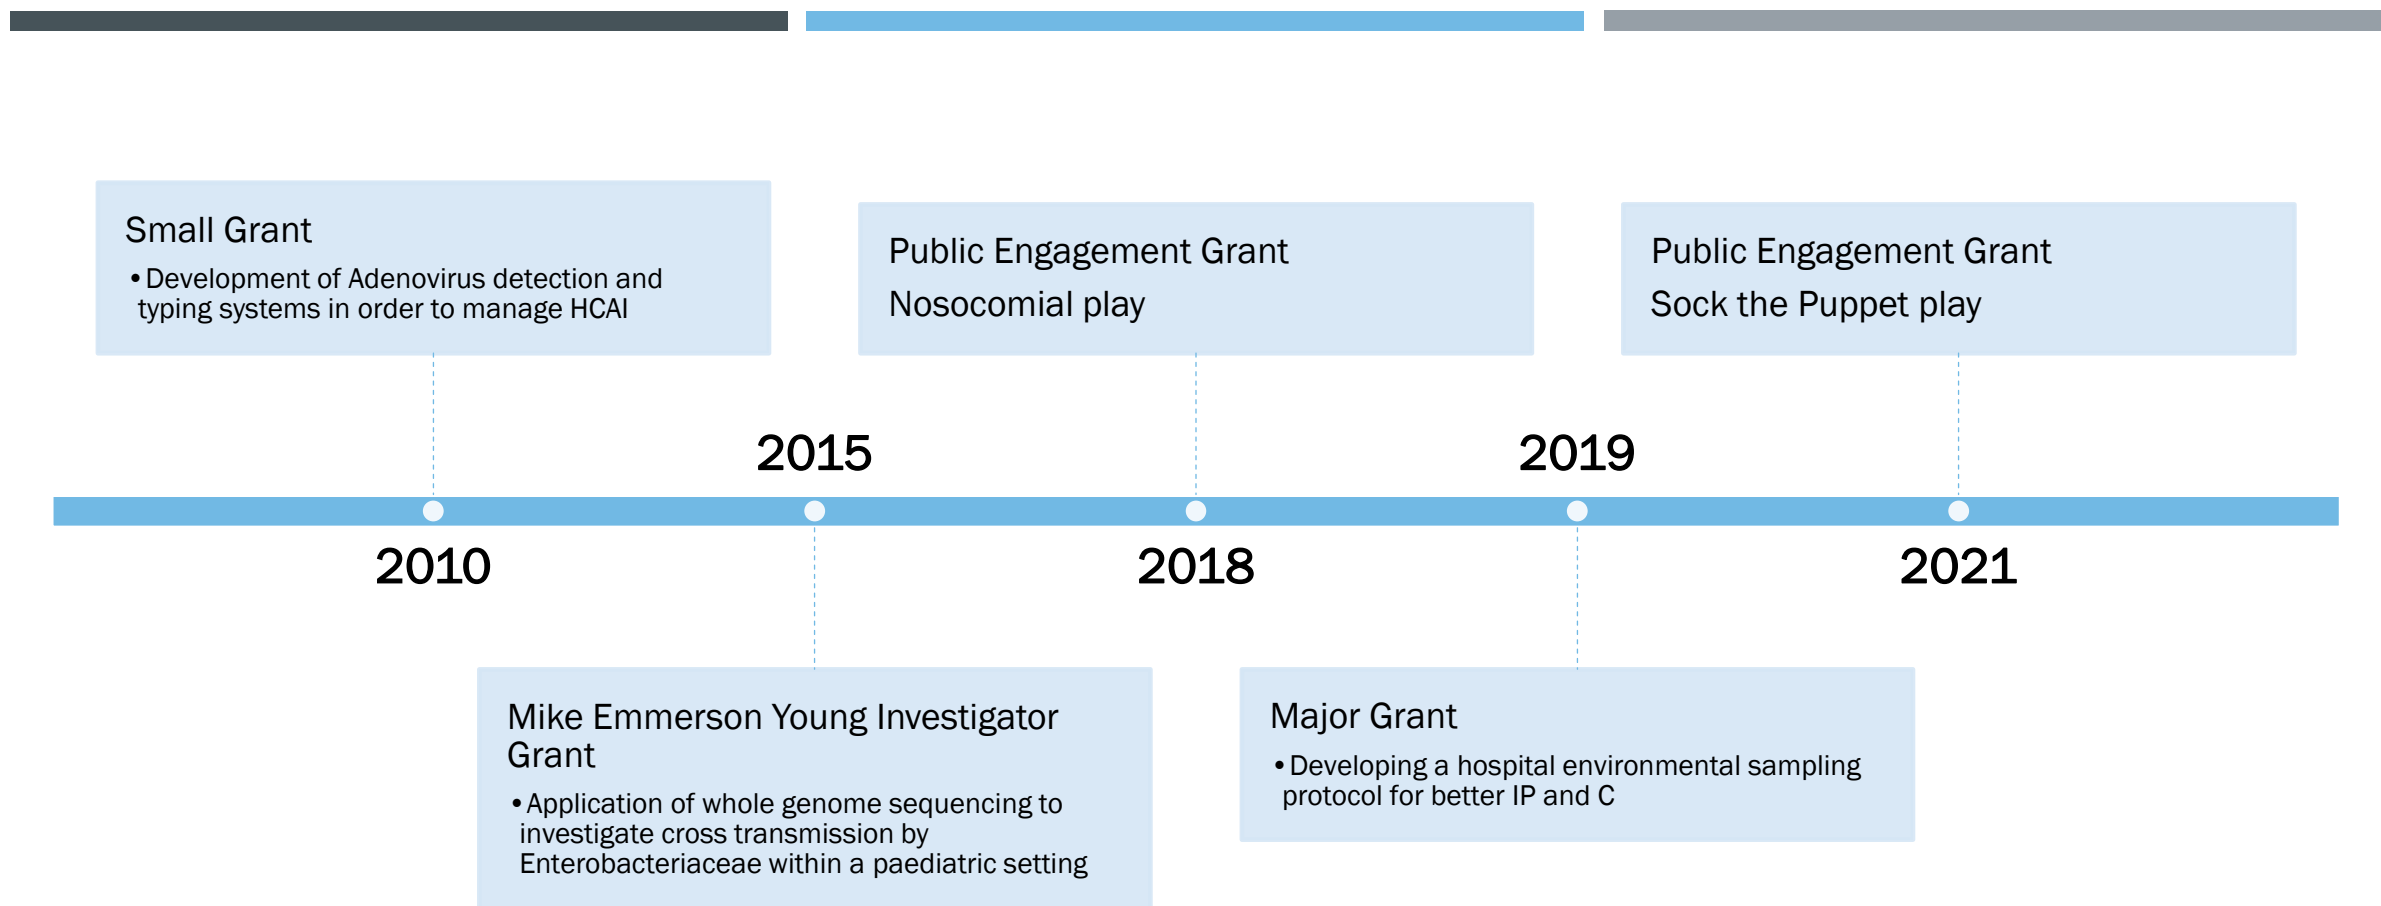 Small Grant
•Development of Adenovirus detection and
typing systems in order to manage HCAI
Public Engagement Grant
Nosocomial play
Public Engagement Grant
Sock the Puppet play
2015
2019
2010
2018
2021
Mike Emmerson Young Investigator
Grant
•Application of whole genome sequencing to
investigate cross transmission by
Enterobacteriaceae within a paediatric setting
Major Grant
•Developing a hospital environmental sampling
protocol for better IP and C